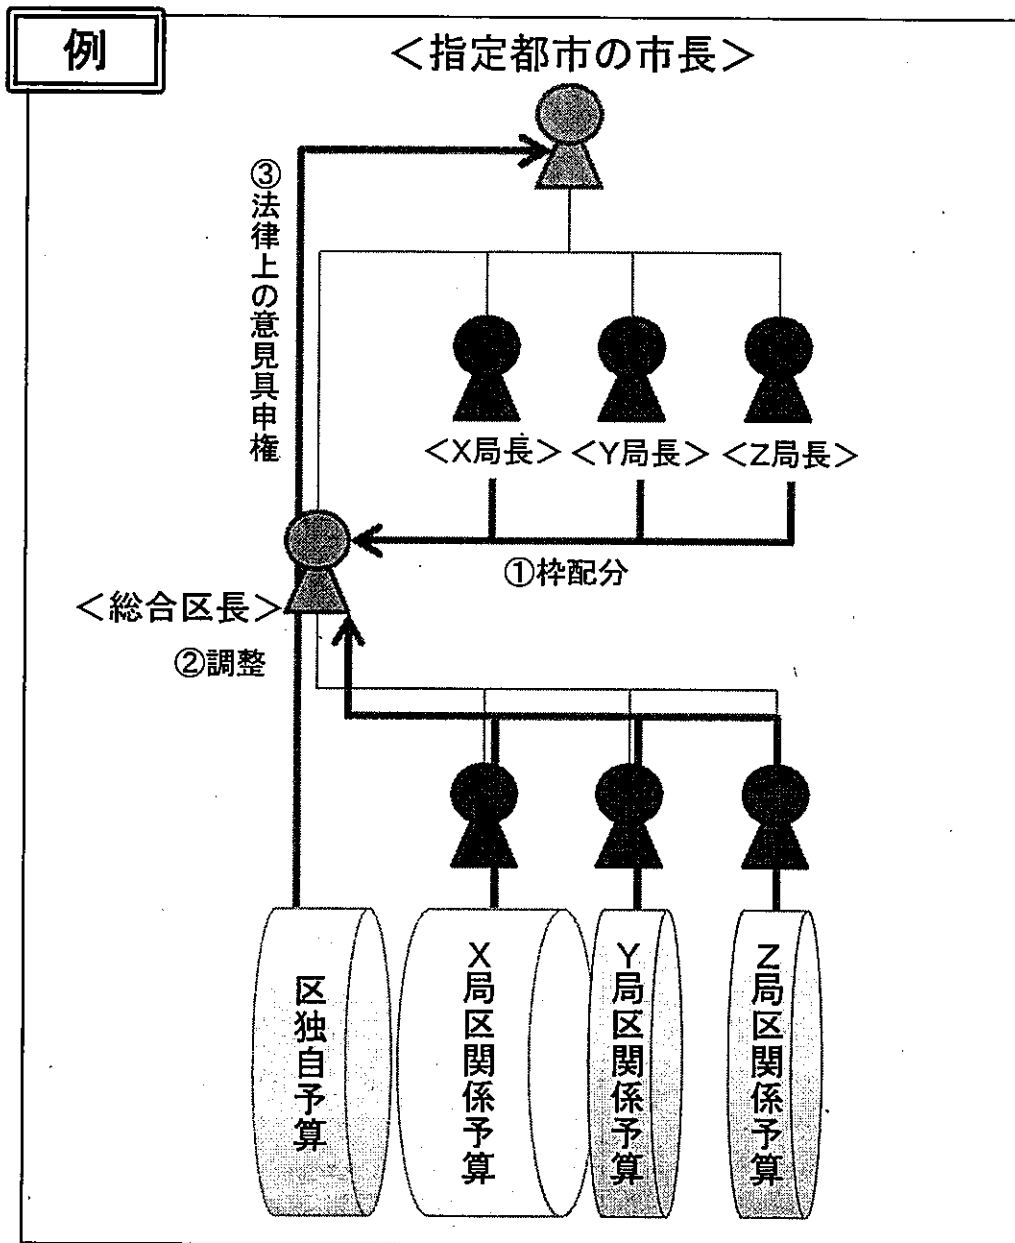 例
＜指定都市の市長＞
③法律上の意見具申権
＜X局長＞
＜Y局長＞
＜Z局長＞
①枠配分
＜総合区長＞
②調整
区独自予算
X局区関係予算
Y局区関係予算
Z局区関係予算